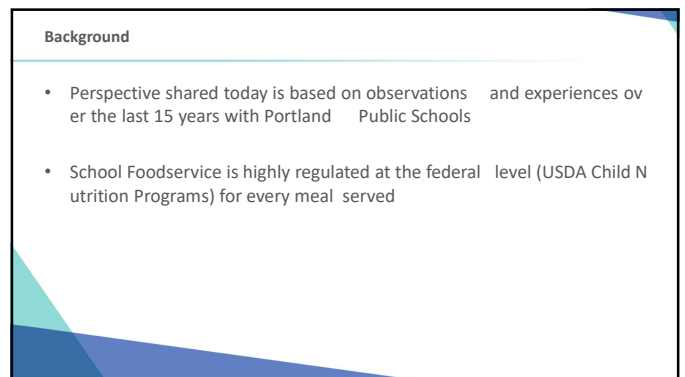 Background
• Perspective shared today is based on observations and experiences ov
er the last 15 years with Portland Public Schools
• School Foodservice is highly regulated at the federal level (USDA Child N
utrition Programs) for every meal served